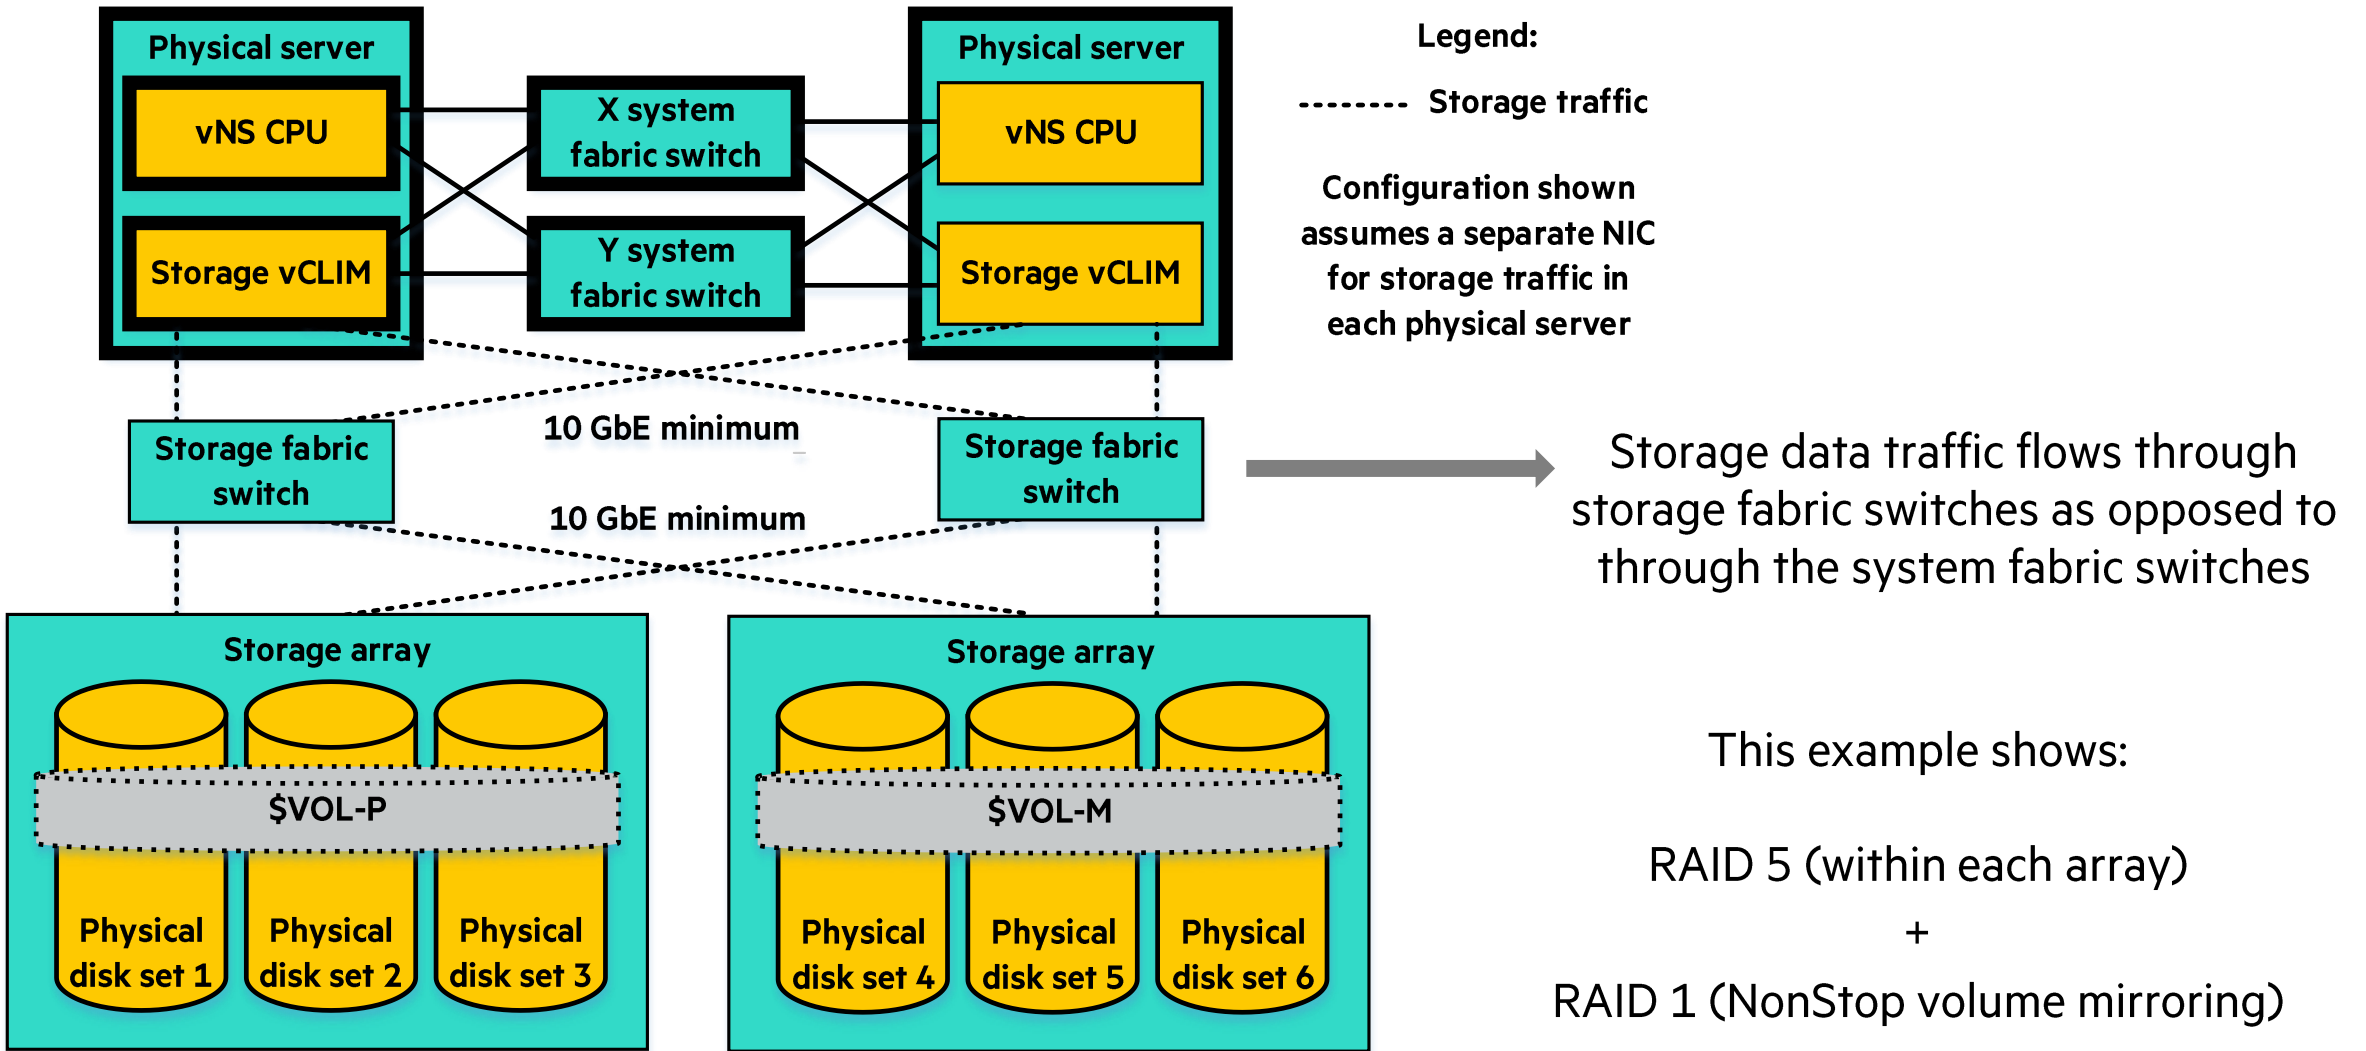 Physical server
vNS CPU
Storage vCLIM
X system
fabric switch
Y system
fabric switch
Physical server
vNS CPU
Storage vCLIM
Legend:
Storage traffic
Configuration shown
assumes a separate NIC
for storage traffic in
each physical server
Storage fabric
switch
10 GbE minimum
10 GbE minimum
Storage fabric
switch
Storage data traffic flows through
storage fabric switches as opposed to
through the system fabric switches
Storage array
$VOL-P
Physical
disk set 1
Physical
disk set 2
Physical
disk set 3
Storage array
$VOL-M
Physical
disk set 4
Physical
disk set 5
Physical
disk set 6
This example shows:
RAID 5 (within each array)
+
RAID 1 (NonStop volume mirroring)